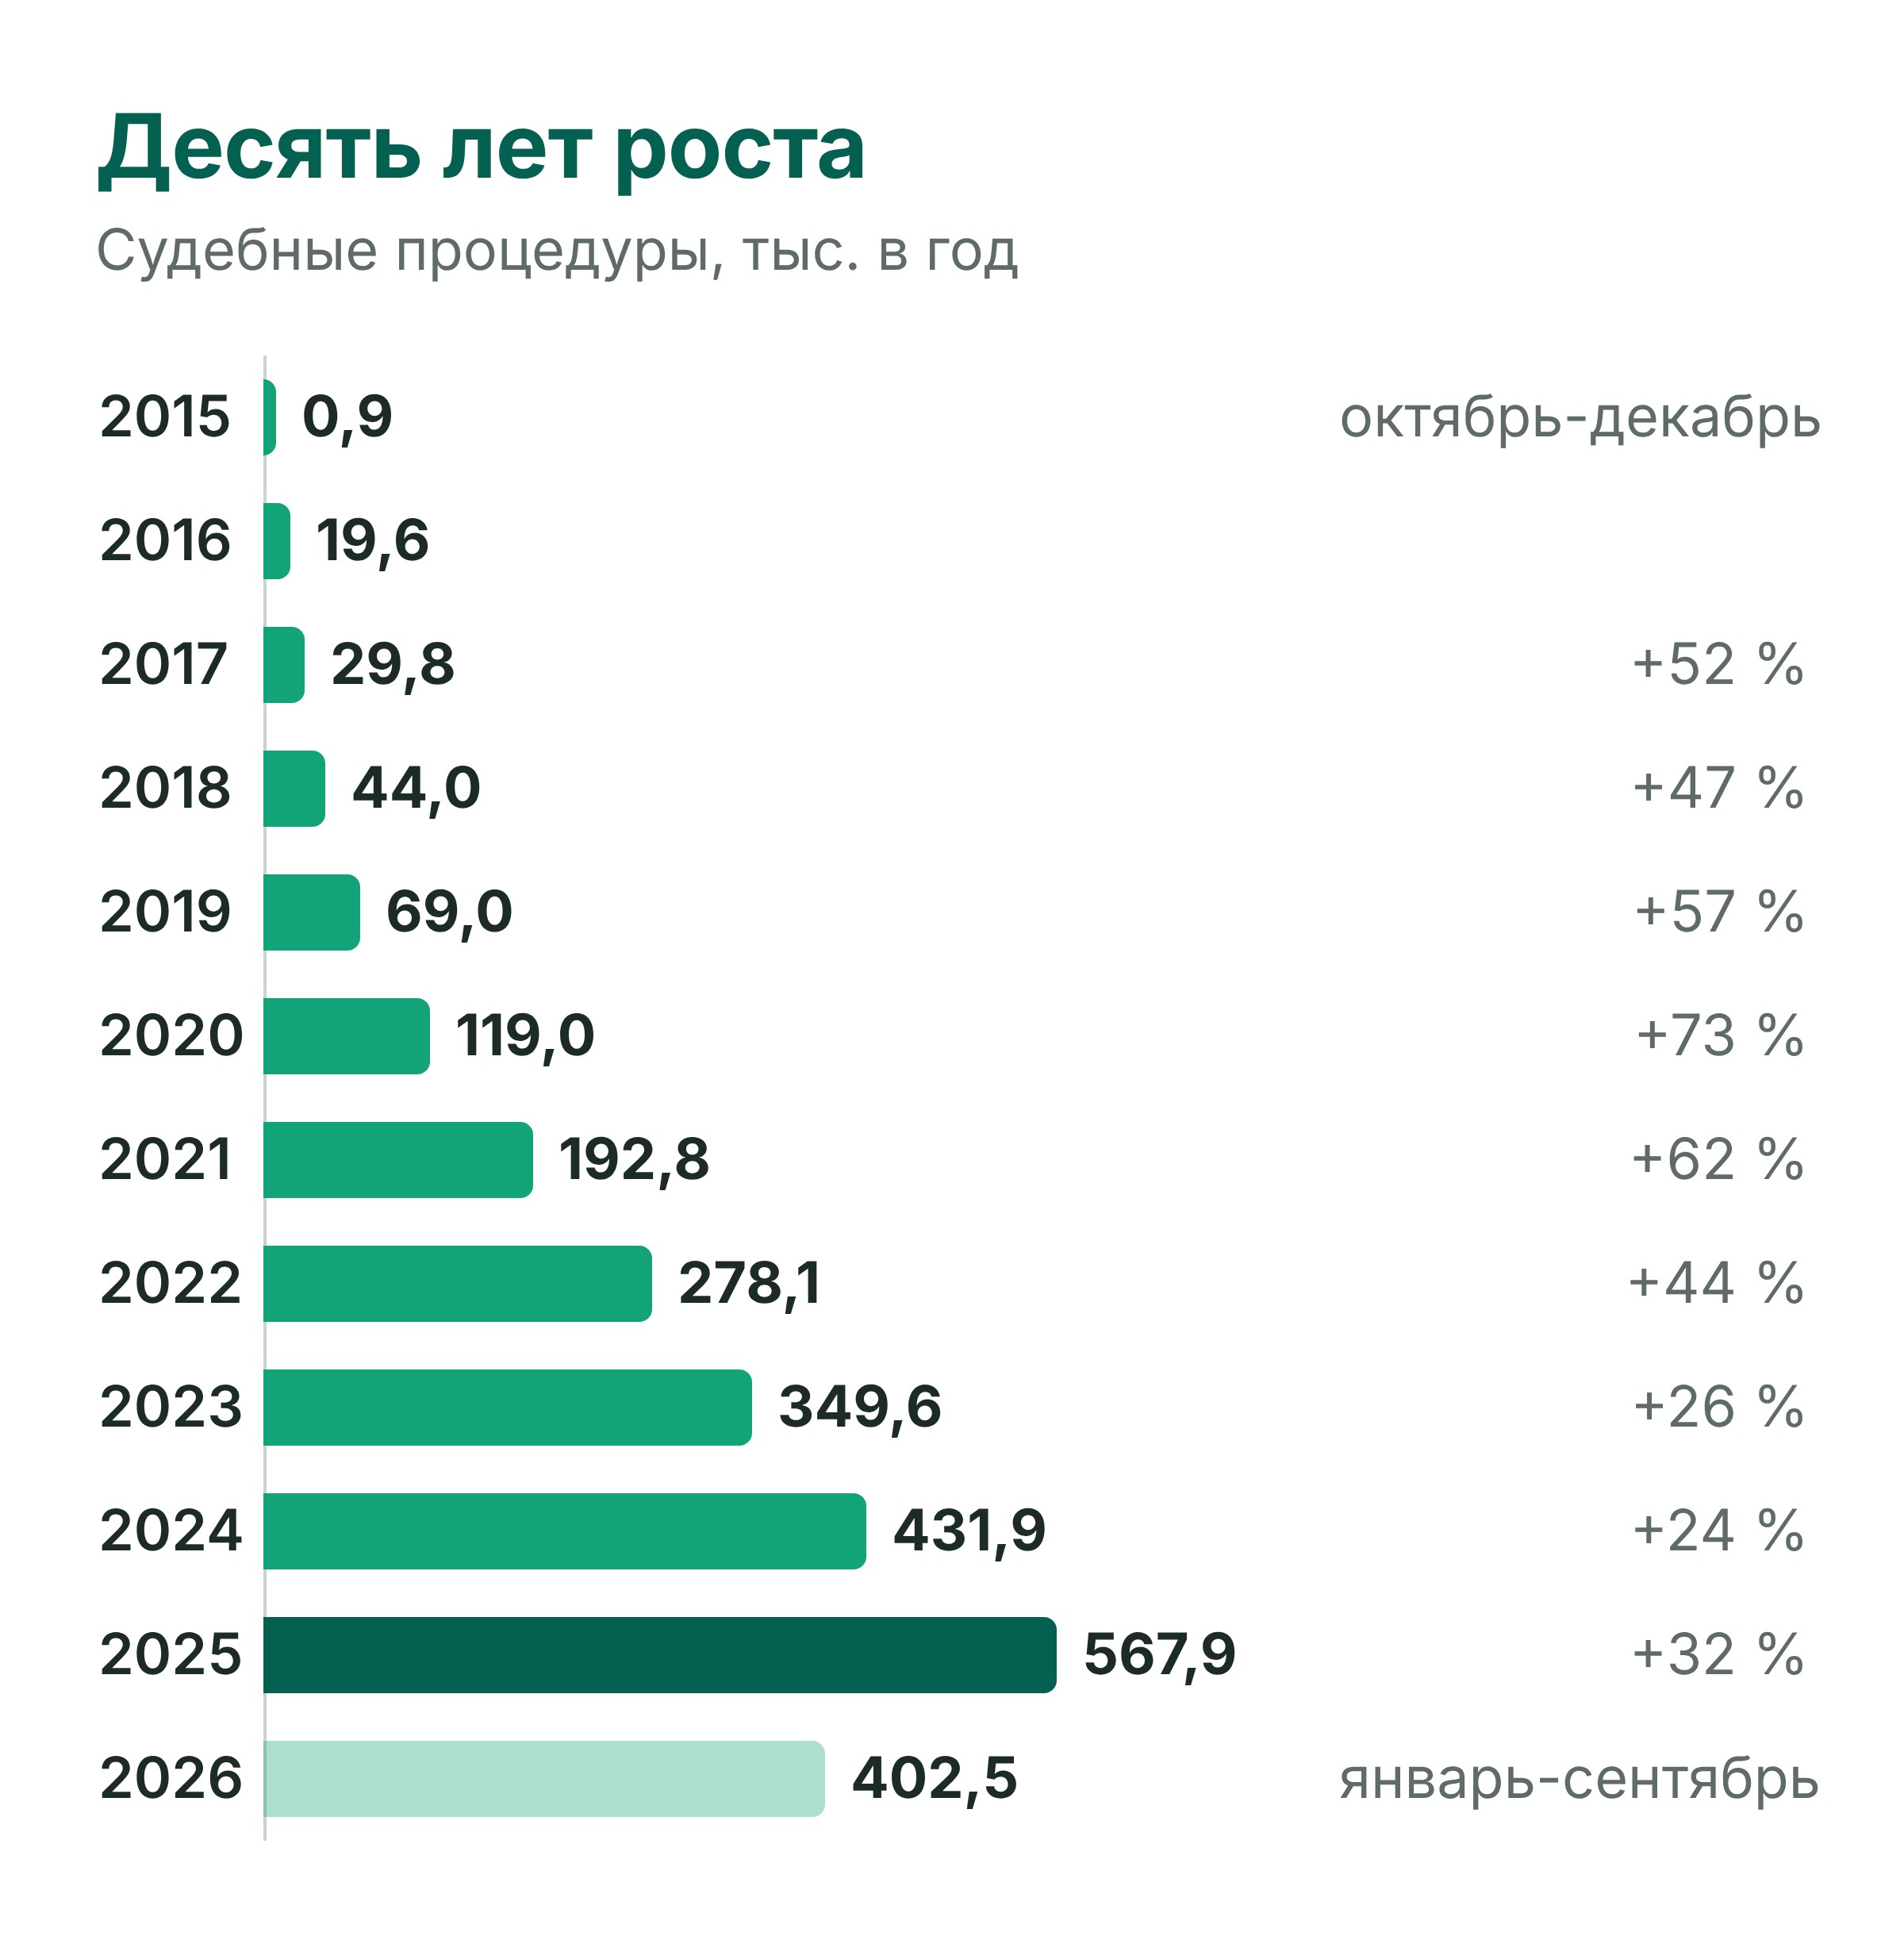 Десять лет роста
Судебные процедуры, тыс. в год
2015 0,9 октябрь-декабрь
2016 19,6
2017 29,8 +52 %
2018 44,0 +47 %
2019 69,0 +57 %
2020 119,0 +73 %
2021 192,8 +62 %
2022 278,1 +44 %
2023 349,6 +26 %
2024 431,9 +24 %
2025 567,9 +32 %
2026 402,5 январь-сентябрь